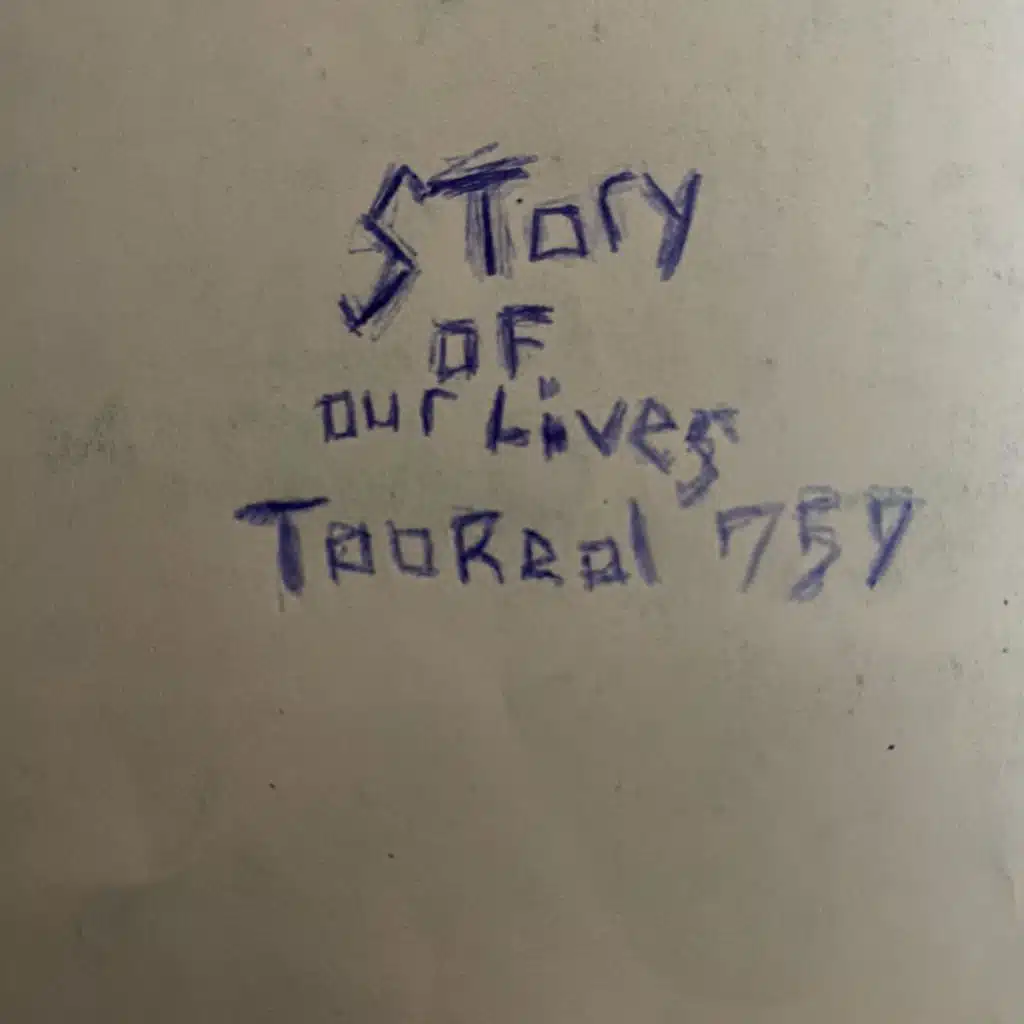 STory
OF
our Lives
TooReal 759